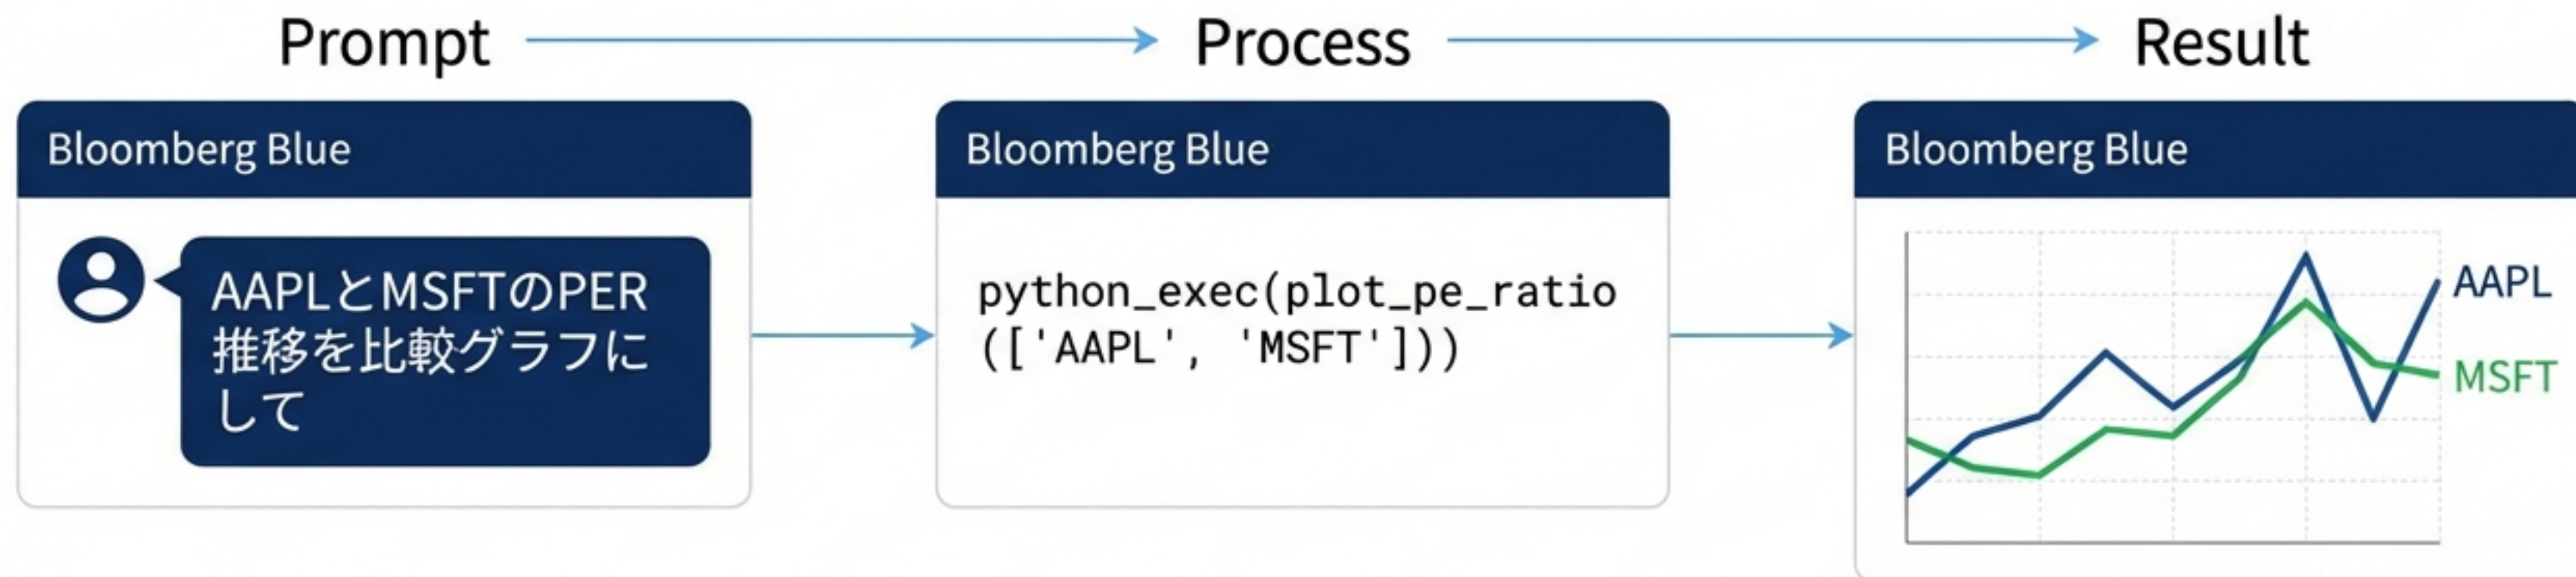 Prompt
Process
Result
Bloomberg Blue
AAPLとMSFTのPER
推移を比較グラフに
して
Bloomberg Blue
python_exec(plot_pe_ratio
(['AAPL', 'MSFT']))
Bloomberg Blue
AAPL
MSFT